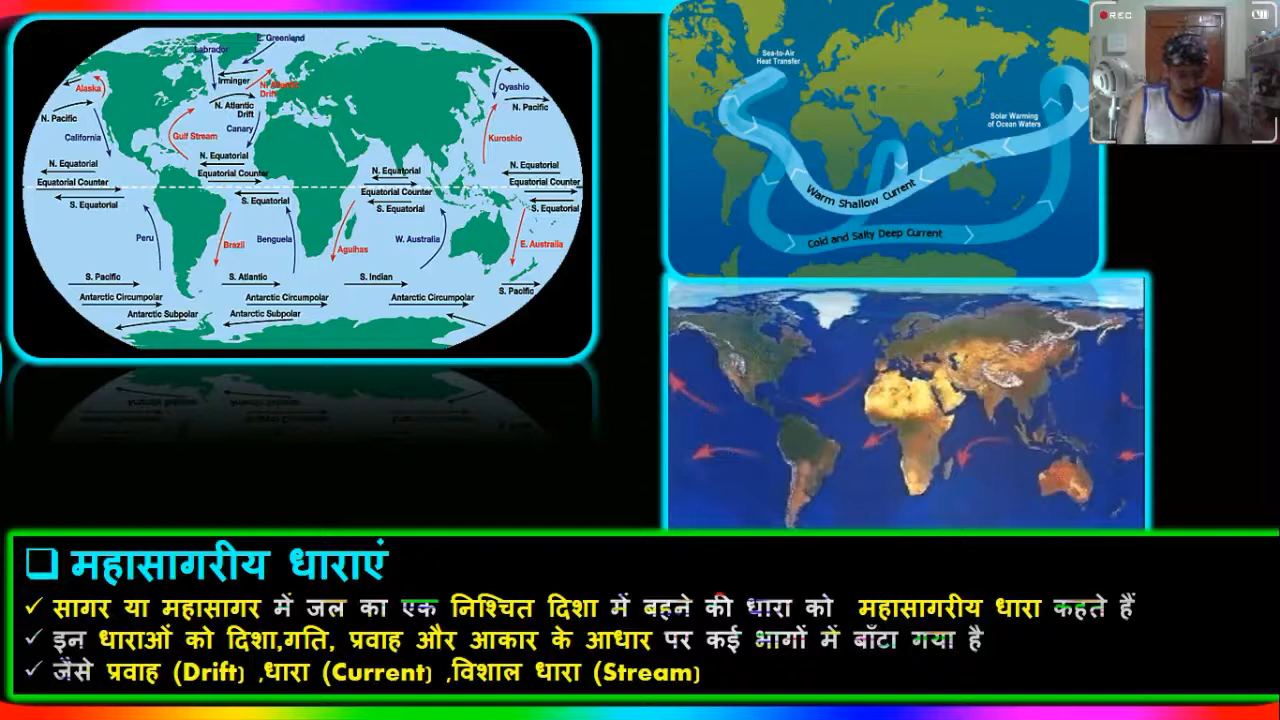 E. Greenland
Labrador
Irminger
Alaska
N. Atlantic
Drift
N. Atlantic
Drift
Oyashio
N. Pacific
N. Pacific
California
Gulf Stream
Canary
Kuroshio
N. Equatorial
N. Equatorial
N. Equatorial
N. Equatorial
Equatorial Counter
Equatorial Counter
Equatorial Counter
Equatorial Counter
S. Equatorial
S. Equatorial
S. Equatorial
S. Equatorial
Peru
Brazil
Benguela
Agulhas
W. Australia
E. Australia
S. Pacific
S. Atlantic
S. Indian
S. Pacific
Antarctic Circumpolar
Antarctic Circumpolar
Antarctic Circumpolar
Antarctic Subpolar
Antarctic Subpolar
Sea-to-Air
Heat Transfer
Solar Warming
of Ocean Waters
Warm Shallow Current
Cold and Salty Deep Current
REC
महासागरीय धाराएं
सागर या महासागर में जल का एक निश्चित दिशा में बहने की धारा को महासागरीय धारा कहते हैं
इन धाराओं को दिशा,गति, प्रवाह और आकार के आधार पर कई भागों में बाँटा गया है
जैसे प्रवाह (Drift) ,धारा (Current) ,विशाल धारा (Stream)